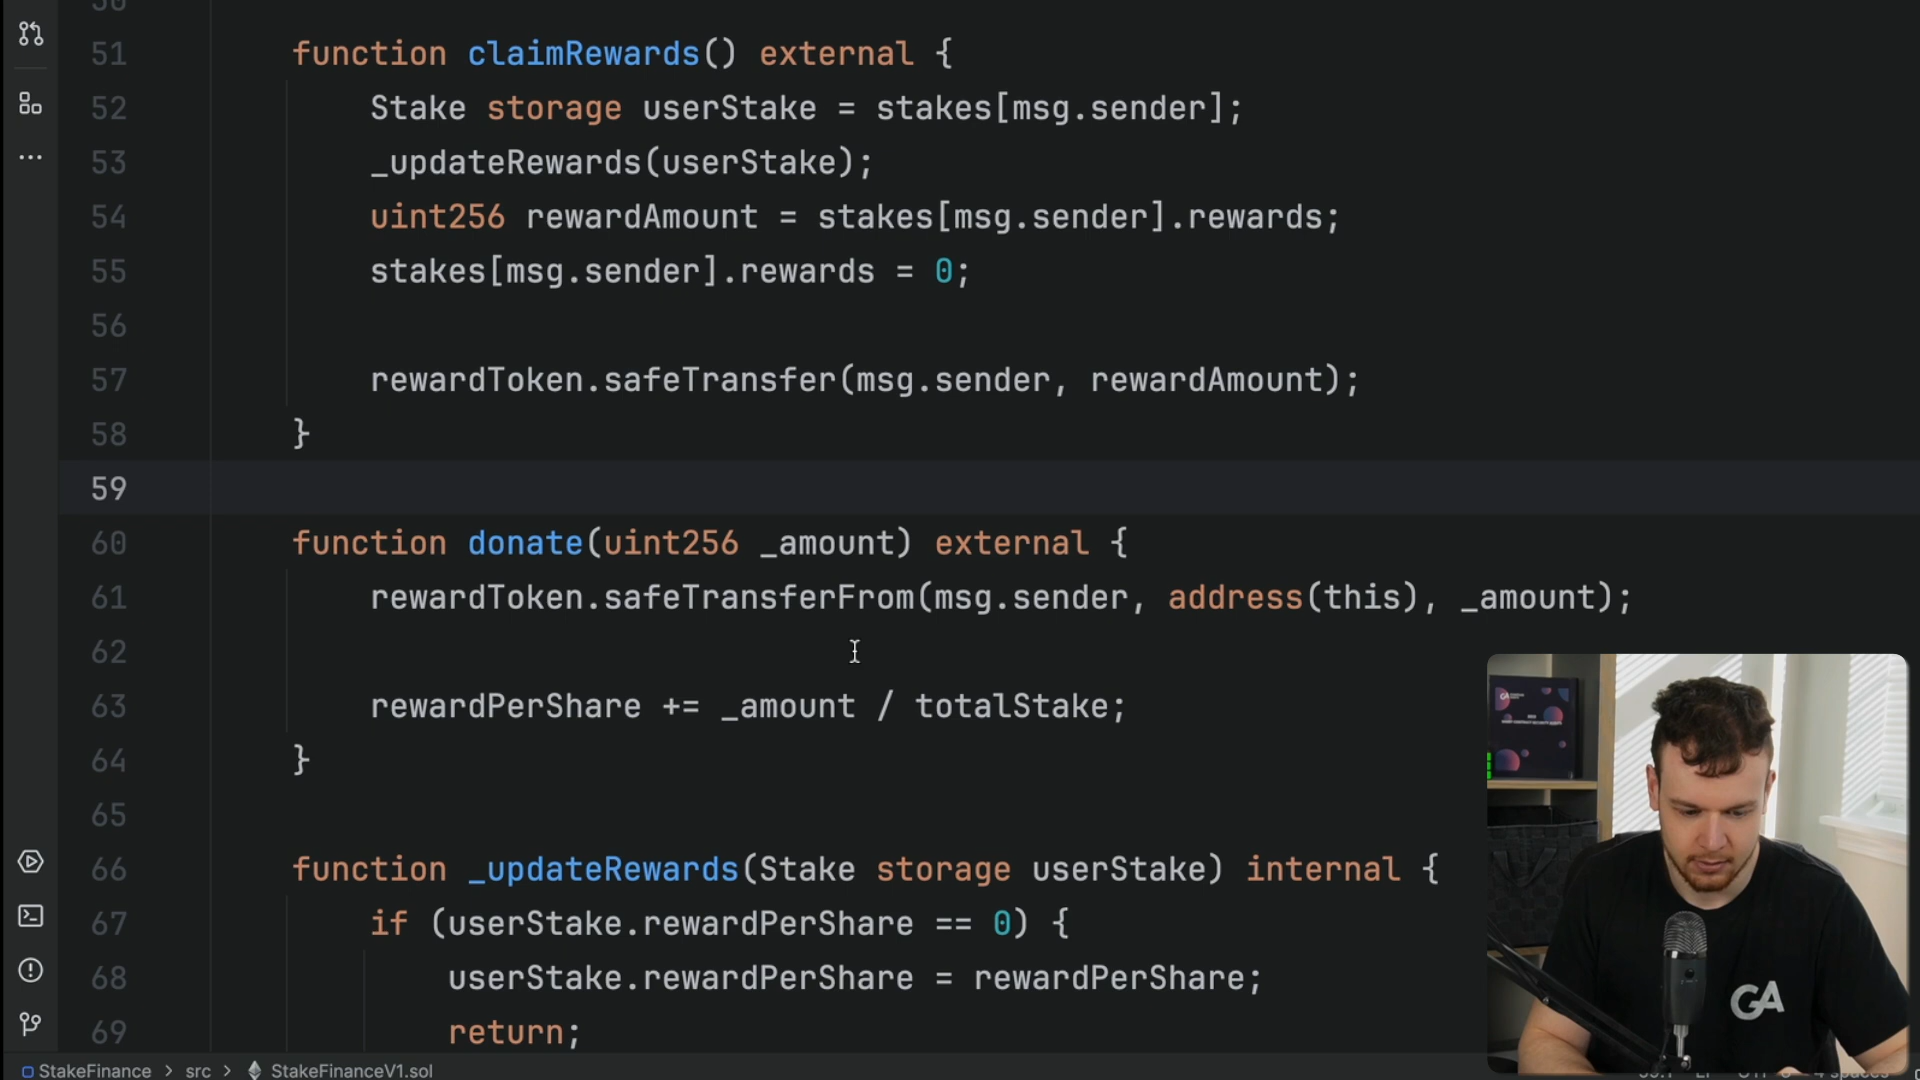 51 function claimRewards() external {
52 Stake storage userStake = stakes[msg.sender];
53 _updateRewards(userStake);
54 uint256 rewardAmount = stakes[msg.sender].rewards;
55 stakes[msg.sender].rewards = 0;
56
57 rewardToken.safeTransfer(msg.sender, rewardAmount);
58 }
59
60 function donate(uint256 _amount) external {
61 rewardToken.safeTransferFrom(msg.sender, address(this), _amount);
62
63 rewardPerShare += _amount / totalStake;
64 }
65
66 function _updateRewards(Stake storage userStake) internal {
67 if (userStake.rewardPerShare == 0) {
68 userStake.rewardPerShare = rewardPerShare;
69 return;
GA
StakeFinance > src > StakeFinanceV1.sol